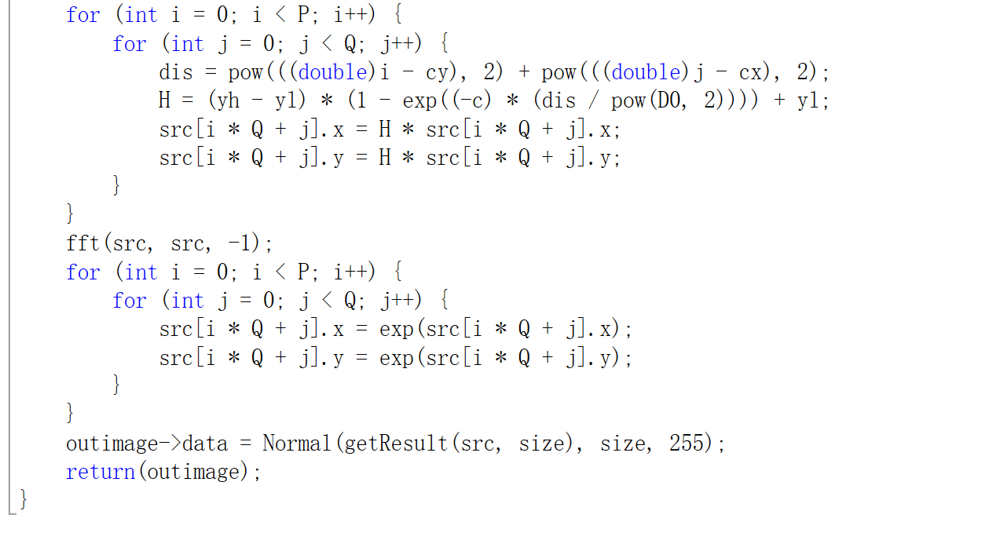 for (int i = 0; i < P; i++) {
for (int j = 0; j < Q; j++) {
dis = pow(((double)i - cy), 2) + pow(((double)j - cx), 2);
H = (yh - yl) * (1 - exp((-c) * (dis / pow(D0, 2)))) + yl;
src[i * Q + j].x = H * src[i * Q + j].x;
src[i * Q + j].y = H * src[i * Q + j].y;
}
}
fft(src, src, -1);
for (int i = 0; i < P; i++) {
for (int j = 0; j < Q; j++) {
src[i * Q + j].x = exp(src[i * Q + j].x);
src[i * Q + j].y = exp(src[i * Q + j].y);
}
}
outimage->data = Normal(getResult(src, size), size, 255);
return(outimage);
}